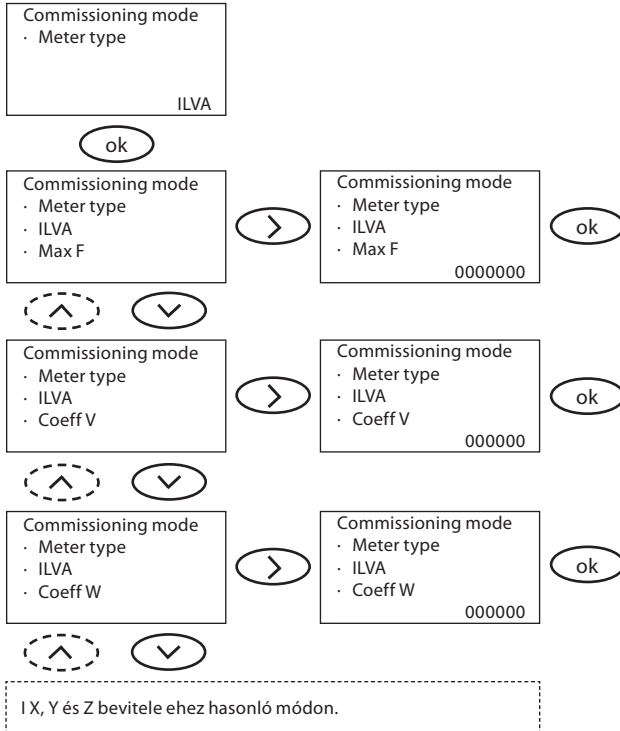 Commissioning mode
· Meter type
ILVA
ok
Commissioning mode
· Meter type
· ILVA
· Max F
Commissioning mode
· Meter type
· ILVA
· Max F
0000000
ok
Commissioning mode
· Meter type
· ILVA
· Coeff V
Commissioning mode
· Meter type
· ILVA
· Coeff V
000000
ok
Commissioning mode
· Meter type
· ILVA
· Coeff W
Commissioning mode
· Meter type
· ILVA
· Coeff W
000000
ok
I X, Y és Z bevitele ehez hasonló módon.